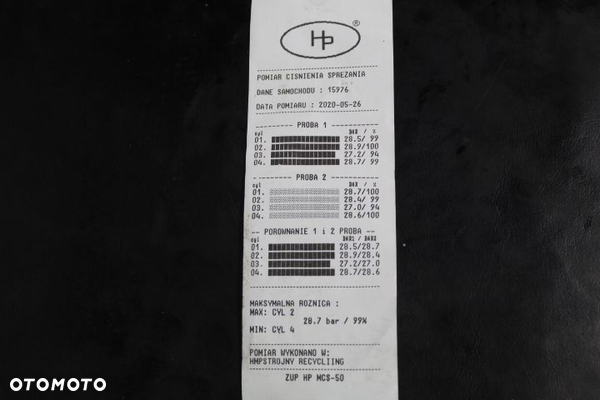 Hp ®
POMIAR CISNIENIA SPREZANIA
DANE SAMOCHODU : 15976
DATA POMIARU : 2020-05-26
PROBA 1
cyl BAR / %
01. 28.5/ 99
02. 28.9/100
03. 27.2/ 94
04. 28.7/ 99
-- PROBA 2 --
cyl BAR / %
01. 28.7/100
02. 28.4/ 99
03. 27.0/ 94
04. 28.6/100
-- POROWNANIE 1 i 2 PROBA --
cyl BAR1 / BAR2
01. 28.5/28.7
02. 28.9/28.4
03. 27.2/27.0
04. 28.7/28.6
MAKSYMALNA ROZNICA :
MAX: CYL 2
28.7 bar / 99%
MIN: CYL 4
POMIAR WYKONANO W:
HMPSTROJNY RECYCLIING
ZUP HP MCS-50
OTOMOTO